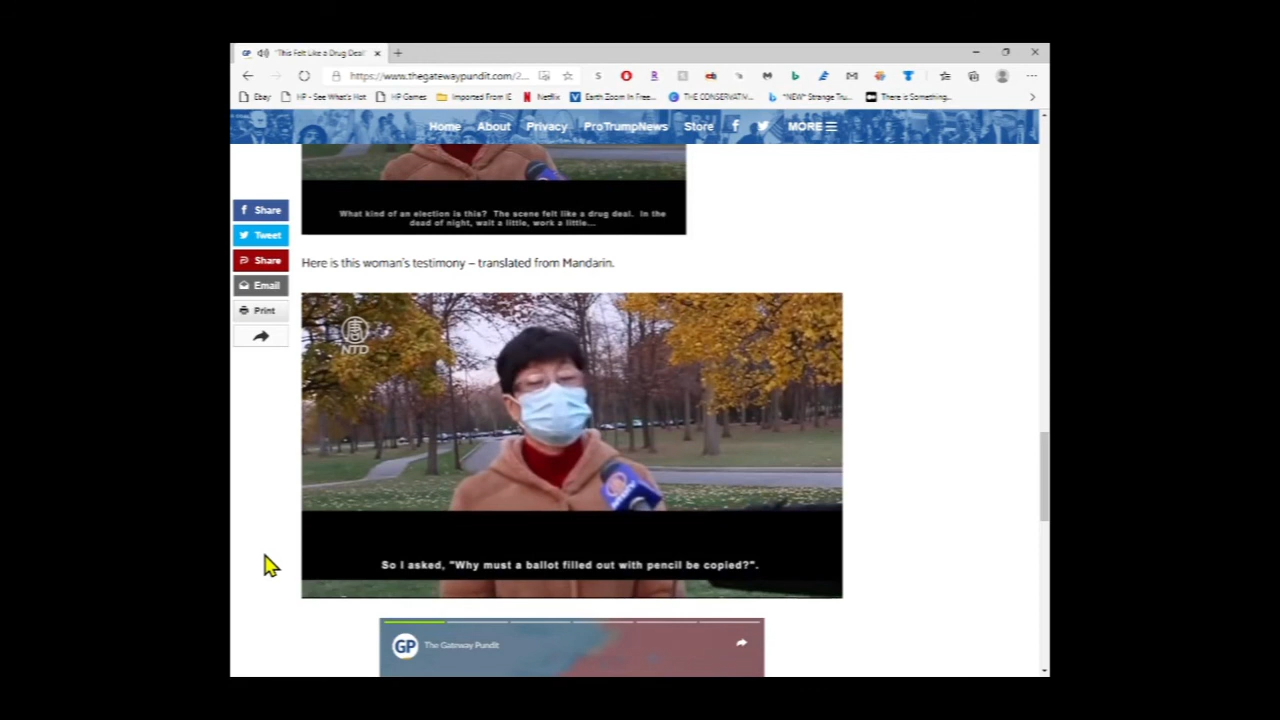 GP "This Felt Like a Drug Deal"
https://www.thegatewaypundit.com/2...
Ebay HP - See What's Hot HP Games Imported From IE Netflix Earth Zoom In Free... THE CONSERVATIV... *NEW* Strange Tru... There is Something...
Home About Privacy ProTrumpNews Store MORE
What kind of an election is this? The scene felt like a drug deal. In the
dead of night, wait a little, work a little...
Share
Tweet
Share
Email
Print
Here is this woman's testimony – translated from Mandarin.
唐
NTD
So I asked, "Why must a ballot filled out with pencil be copied?".
GP The Gateway Pundit